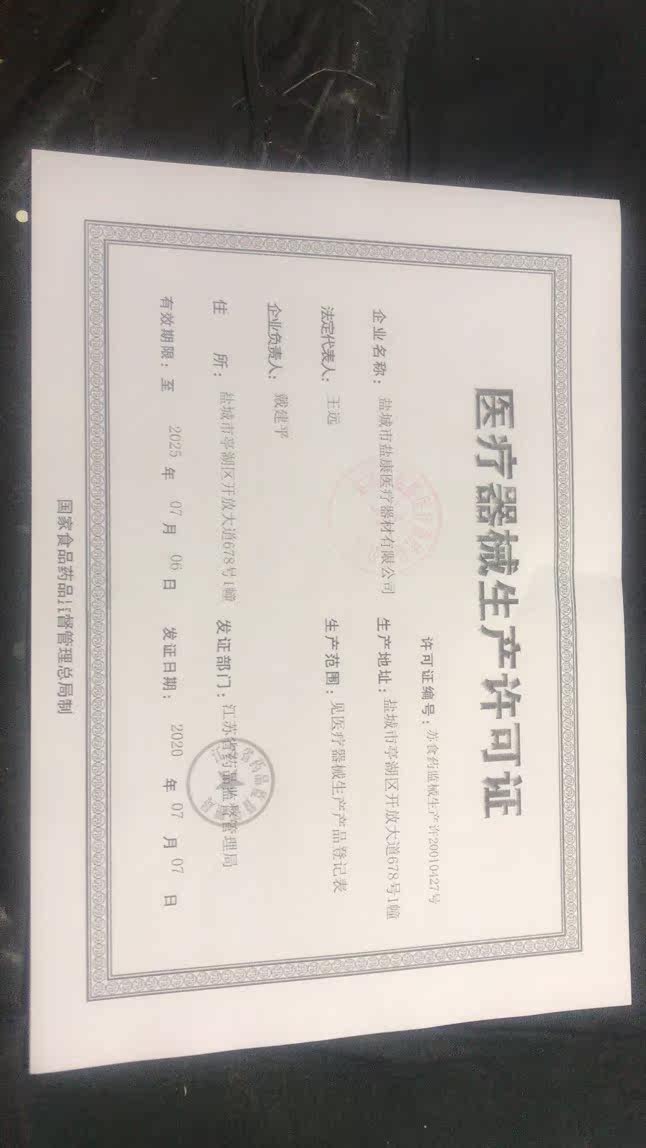 医疗器械生产许可证
许可证编号：苏食药监械生产许20010427号
企业名称：盐城市盐康医疗器材有限公司
生产地址：盐城市亭湖区开放大道678号1幢
法定代表人：王远
生产范围：见医疗器械生产产品登记表
企业负责人：戴建平
住 所：盐城市亭湖区开放大道678号1幢
发证部门：江苏省药品监督管理局
有效期限：至 2025 年 07 月 06 日
发证日期：2020 年 07 月 07 日
国家食品药品监督管理总局制